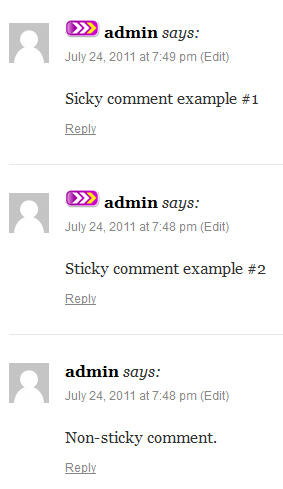 admin says:
July 24, 2011 at 7:49 pm (Edit)
Sicky comment example #1
Reply
admin says:
July 24, 2011 at 7:48 pm (Edit)
Sticky comment example #2
Reply
admin says:
July 24, 2011 at 7:48 pm (Edit)
Non-sticky comment.
Reply